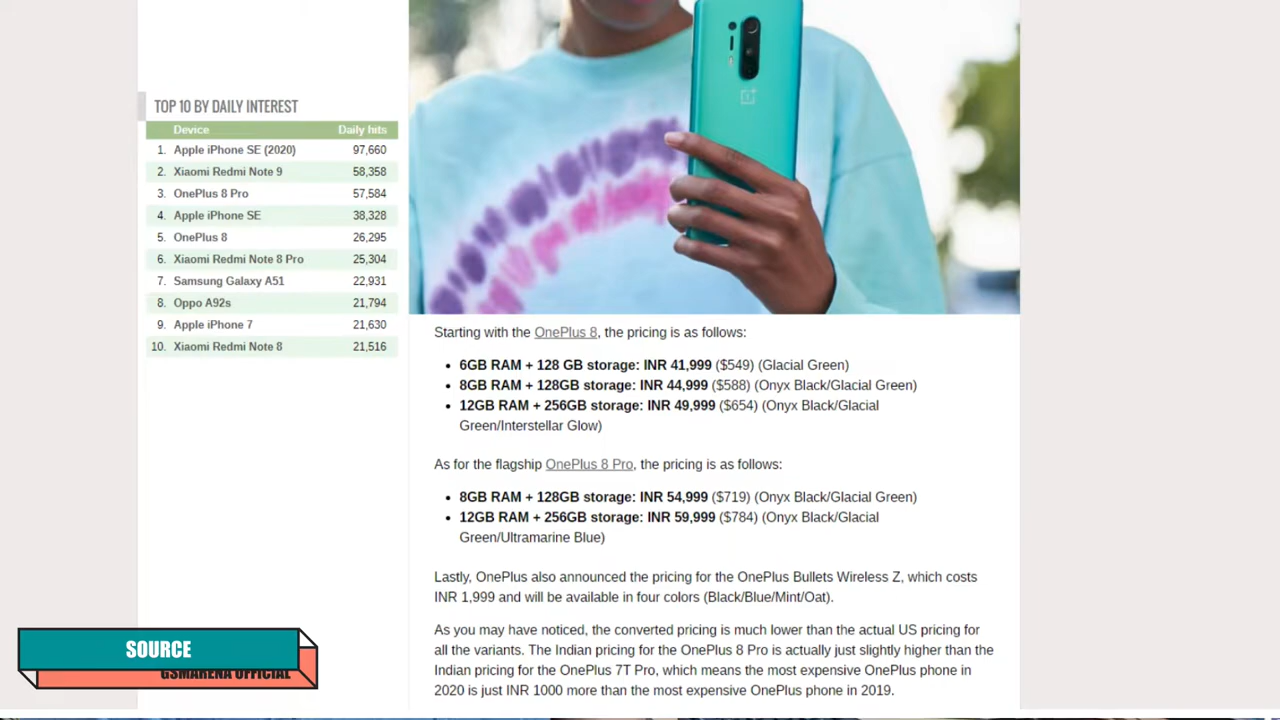 TOP 10 BY DAILY INTEREST
Device Daily hits
1. Apple iPhone SE (2020) 97,660
2. Xiaomi Redmi Note 9 58,358
3. OnePlus 8 Pro 57,584
4. Apple iPhone SE 38,328
5. OnePlus 8 26,295
6. Xiaomi Redmi Note 8 Pro 25,304
7. Samsung Galaxy A51 22,931
8. Oppo A92s 21,794
9. Apple iPhone 7 21,630
10. Xiaomi Redmi Note 8 21,516
Starting with the OnePlus 8, the pricing is as follows:
• 6GB RAM + 128 GB storage: INR 41,999 ($549) (Glacial Green)
• 8GB RAM + 128GB storage: INR 44,999 ($588) (Onyx Black/Glacial Green)
• 12GB RAM + 256GB storage: INR 49,999 ($654) (Onyx Black/Glacial
Green/Interstellar Glow)
As for the flagship OnePlus 8 Pro, the pricing is as follows:
• 8GB RAM + 128GB storage: INR 54,999 ($719) (Onyx Black/Glacial Green)
• 12GB RAM + 256GB storage: INR 59,999 ($784) (Onyx Black/Glacial
Green/Ultramarine Blue)
Lastly, OnePlus also announced the pricing for the OnePlus Bullets Wireless Z, which costs
INR 1,999 and will be available in four colors (Black/Blue/Mint/Oat).
As you may have noticed, the converted pricing is much lower than the actual US pricing for
all the variants. The Indian pricing for the OnePlus 8 Pro is actually just slightly higher than the
Indian pricing for the OnePlus 7T Pro, which means the most expensive OnePlus phone in
2020 is just INR 1000 more than the most expensive OnePlus phone in 2019.
SOURCE
GSMARENA OFFICIAL